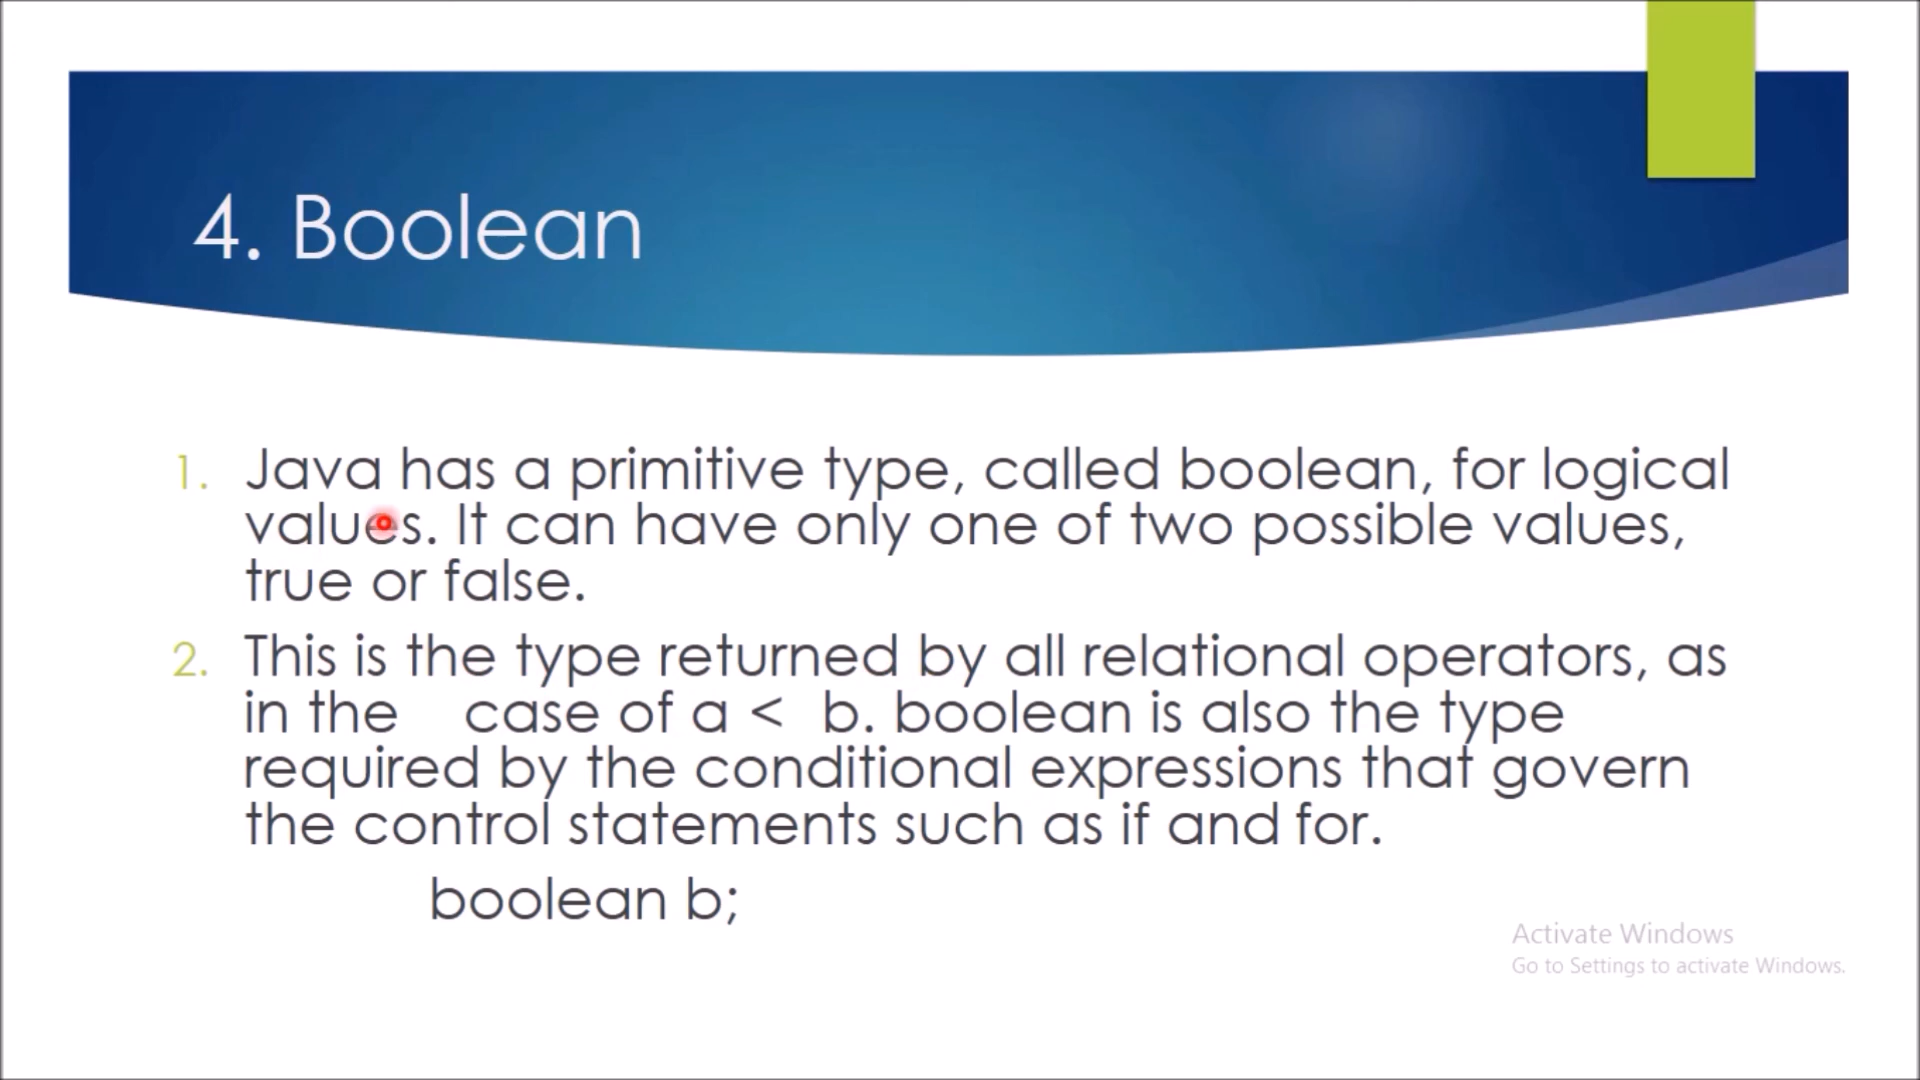 4. Boolean
1. Java has a primitive type, called boolean, for logical
values. It can have only one of two possible values,
true or false.
2. This is the type returned by all relational operators, as
in the case of a < b. boolean is also the type
required by the conditional expressions that govern
the control statements such as if and for.
boolean b;
Activate Windows
Go to Settings to activate Windows.